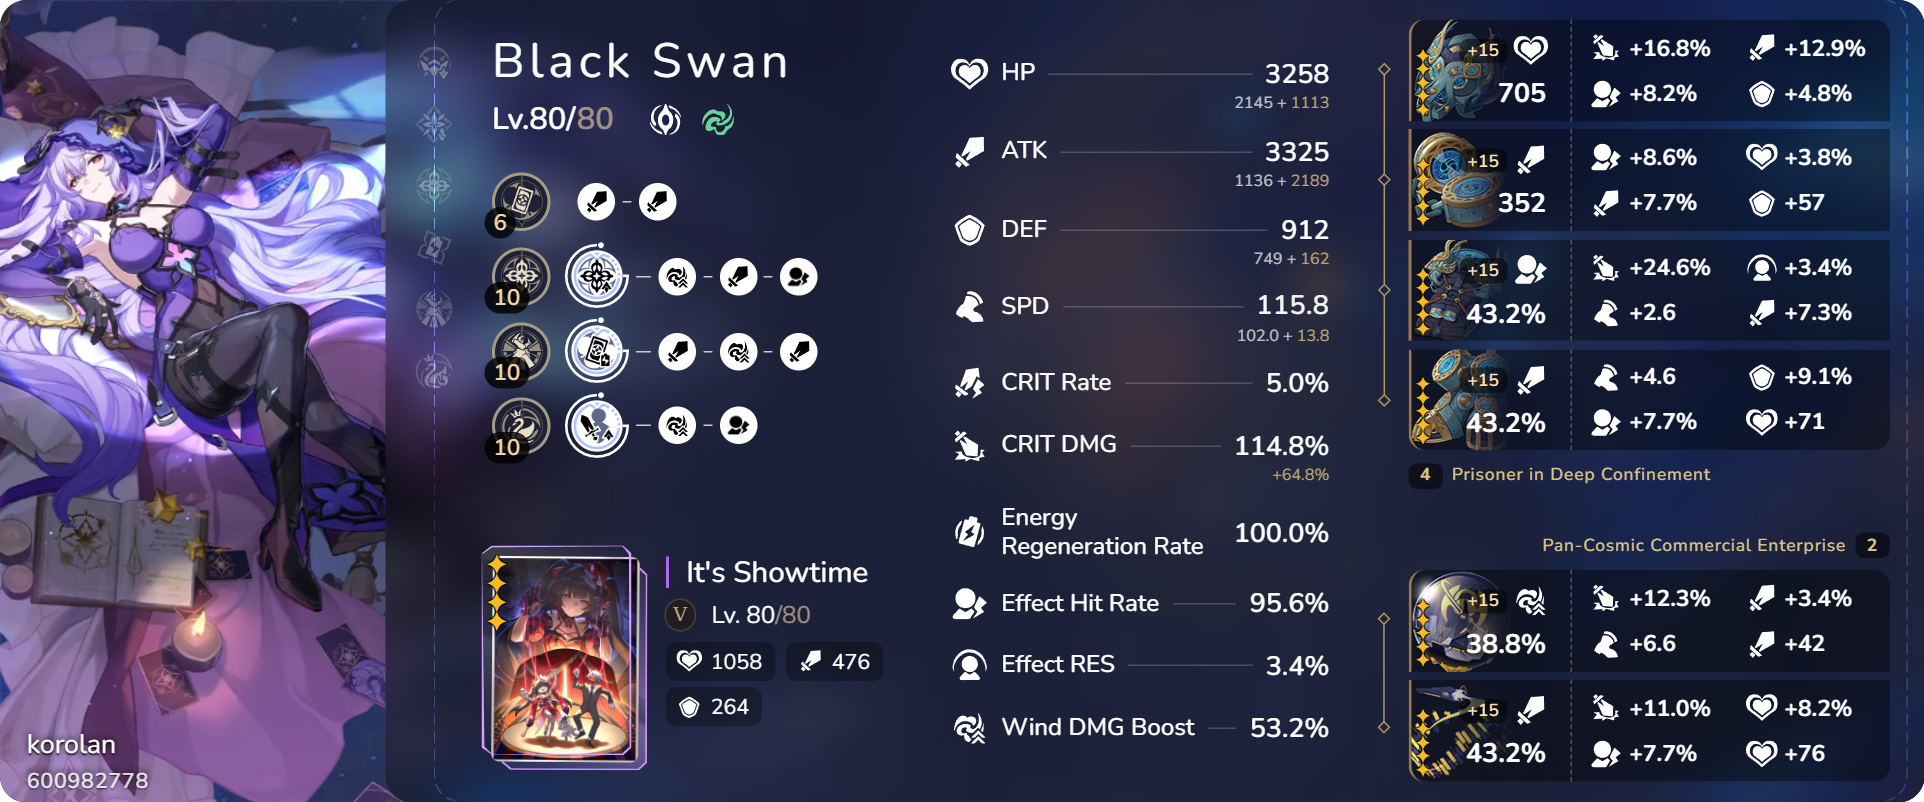 Black Swan
Lv.80/80
6
10
10
10
It's Showtime
V Lv. 80/80
1058 476
264
korolan
600982778
HP 3258
2145 + 1113
ATK 3325
1136 + 2189
DEF 912
749 + 162
SPD 115.8
102.0 + 13.8
CRIT Rate 5.0%
CRIT DMG 114.8%
+64.8%
Energy
Regeneration Rate 100.0%
Effect Hit Rate 95.6%
Effect RES 3.4%
Wind DMG Boost 53.2%
+15 +16.8% +12.9%
705 +8.2% +4.8%
+15 +8.6% +3.8%
352 +7.7% +57
+15 +24.6% +3.4%
43.2% +2.6 +7.3%
+15 +4.6 +9.1%
43.2% +7.7% +71
4 Prisoner in Deep Confinement
Pan-Cosmic Commercial Enterprise 2
+15 +12.3% +3.4%
38.8% +6.6 +42
+15 +11.0% +8.2%
43.2% +7.7% +76